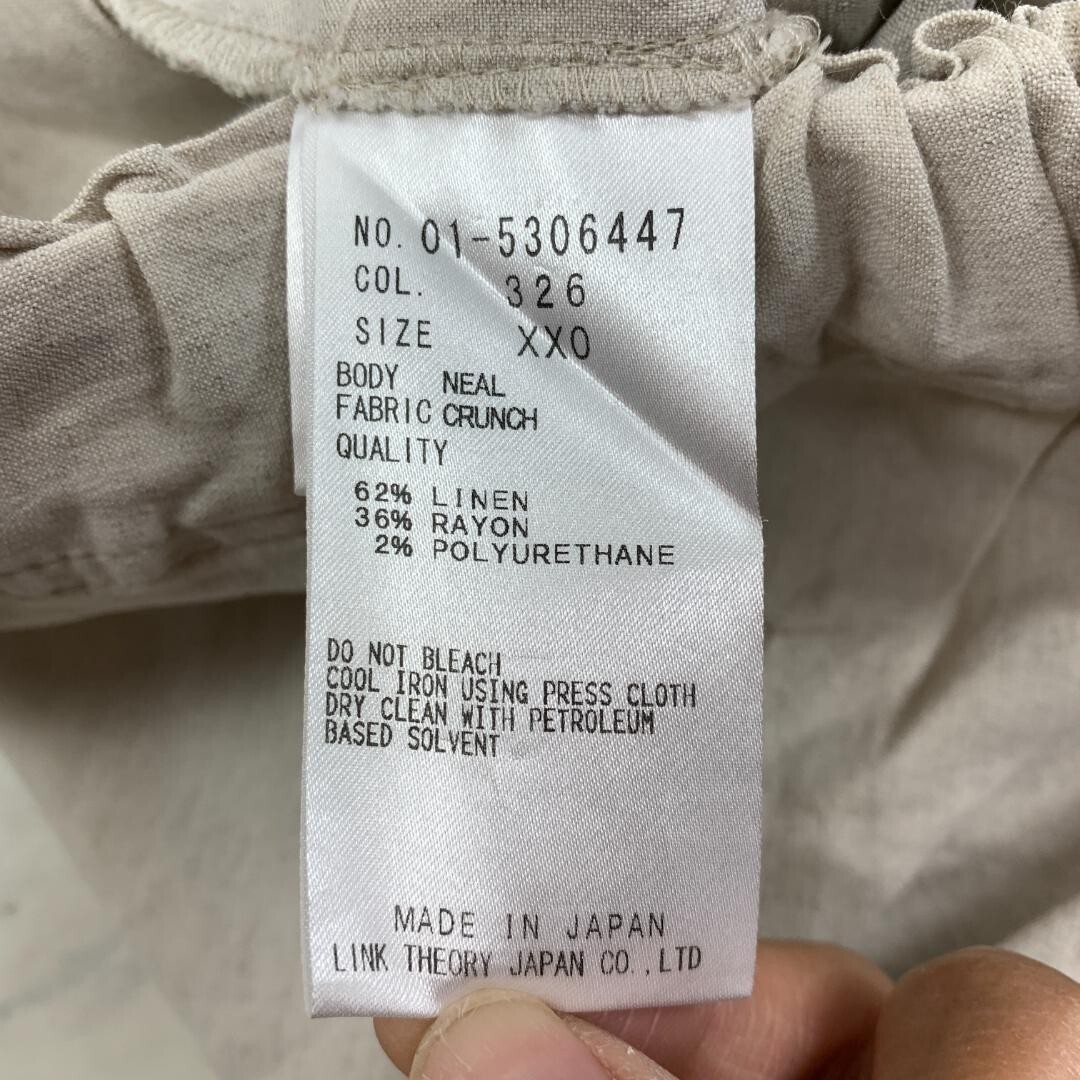 NO. 01-5306447
COL. 326
SIZE XXO
BODY NEAL
FABRIC CRUNCH
QUALITY
62% LINEN
36% RAYON
2% POLYURETHANE
DO NOT BLEACH
COOL IRON USING PRESS CLOTH
DRY CLEAN WITH PETROLEUM
BASED SOLVENT
MADE IN JAPAN
LINK THEORY JAPAN CO.,LTD